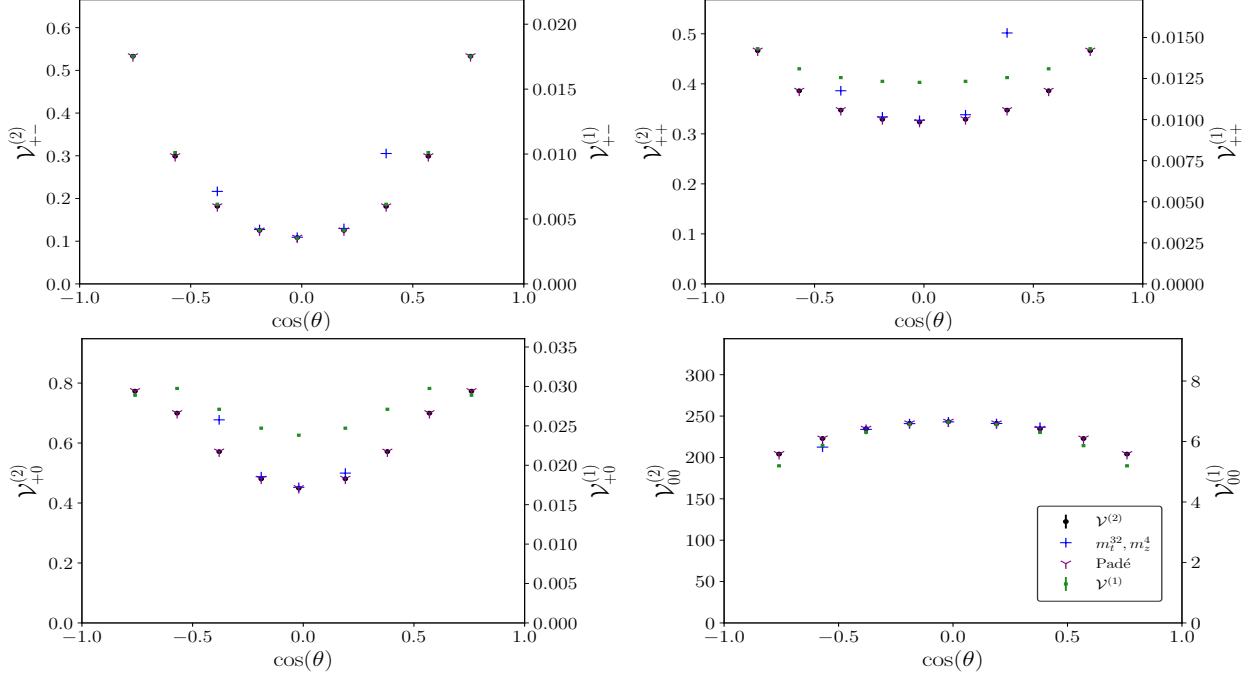 0.6
0.5
0.4
0.3
0.2
0.1
0.0
0.020
0.015
0.010
0.005
0.000
−1.0 −0.5 0.0 0.5 1.0
cos(θ)
𝒱₊₋⁽²⁾
𝒱₊₋⁽¹⁾
0.5
0.4
0.3
0.2
0.1
0.0
0.0150
0.0125
0.0100
0.0075
0.0050
0.0025
0.0000
−1.0 −0.5 0.0 0.5 1.0
cos(θ)
𝒱₊₊⁽²⁾
𝒱₊₊⁽¹⁾
0.8
0.6
0.4
0.2
0.0
0.035
0.030
0.025
0.020
0.015
0.010
0.005
0.000
−1.0 −0.5 0.0 0.5 1.0
cos(θ)
𝒱₊₀⁽²⁾
𝒱₊₀⁽¹⁾
300
250
200
150
100
50
0
8
6
4
2
0
−1.0 −0.5 0.0 0.5 1.0
cos(θ)
𝒱₀₀⁽²⁾
𝒱₀₀⁽¹⁾
𝒱⁽²⁾
m_t^32, m_z^4
Padé
𝒱⁽¹⁾